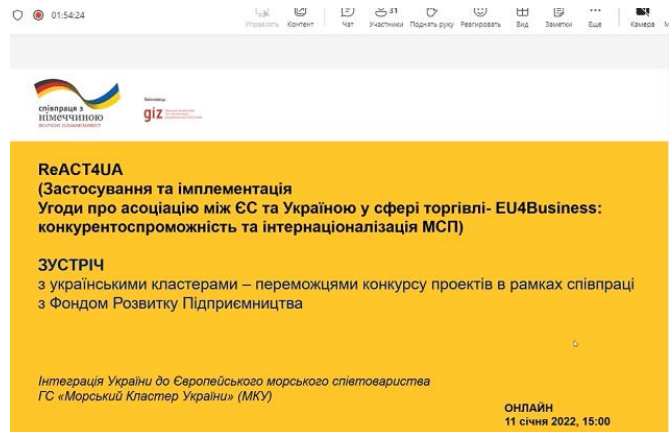 01:54:24
31
Управлять Контент Чат Участники Поднять руку Реагировать Вид Заметки Еще Камера
співпраця з
НІМЕЧЧИНОЮ
DEUTSCHE ZUSAMMENARBEIT
giz
ReACT4UA
(Застосування та імплементація
Угоди про асоціацію між ЄС та Україною у сфері торгівлі- EU4Business:
конкурентоспроможність та інтернаціоналізація МСП)
ЗУСТРІЧ
з українськими кластерами – переможцями конкурсу проектів в рамках співпраці
з Фондом Розвитку Підприємництва
Інтеграція України до Європейського морського співтовариства
ГС «Морський Кластер України» (МКУ)
ОНЛАЙН
11 січня 2022, 15:00